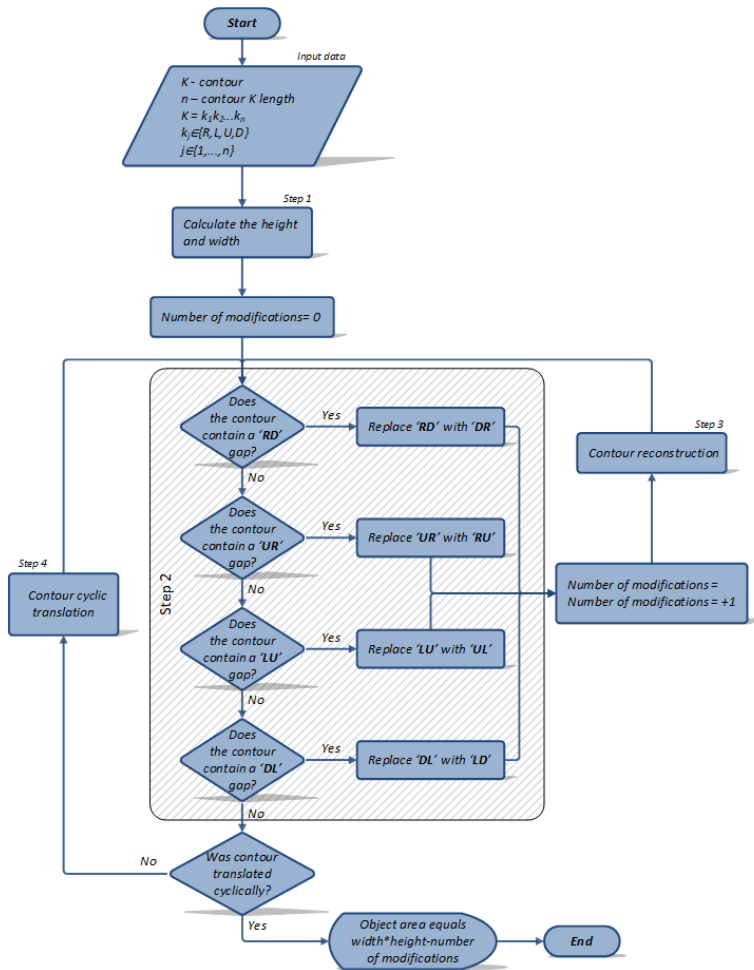 Start
Input data
K - contour
n – contour K length
K = k₁k₂...kₙ
kⱼ∈{R,L,U,D}
j∈{1,...,n}
Step 1
Calculate the height
and width
Number of modifications= 0
Does
the contour
contain a ‘RD’
gap?
Yes
Replace ‘RD’ with ‘DR’
Step 3
Contour reconstruction
No
Does
the contour
contain a ‘UR’
gap?
Yes
Replace ‘UR’ with ‘RU’
Step 2
Step 4
Contour cyclic
translation
Number of modifications =
Number of modifications = +1
No
Does
the contour
contain a ‘LU’
gap?
Yes
Replace ‘LU’ with ‘UL’
No
Does
the contour
contain a ‘DL’
gap?
Yes
Replace ‘DL’ with ‘LD’
No
Was contour
translated
cyclically?
No
Yes
Object area equals
width*height-number
of modifications
End